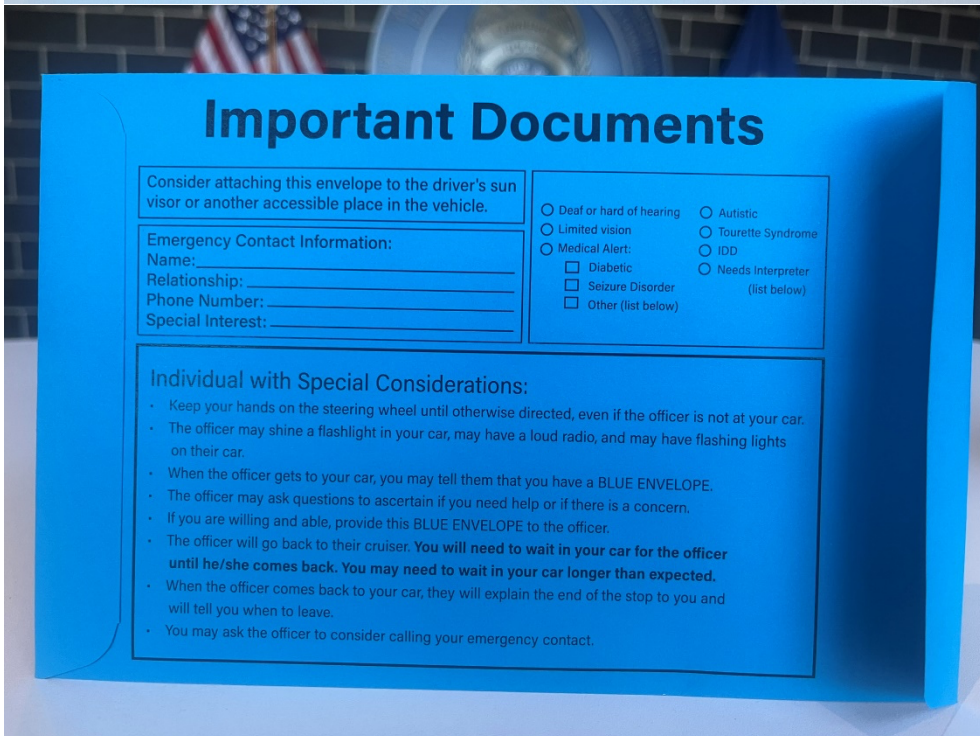 Important Documents
Consider attaching this envelope to the driver's sun
visor or another accessible place in the vehicle.
Emergency Contact Information:
Name:
Relationship:
Phone Number:
Special Interest:
Deaf or hard of hearing
Limited vision
Medical Alert:
Diabetic
Seizure Disorder
Other (list below)
Autistic
Tourette Syndrome
IDD
Needs Interpreter
(list below)
Individual with Special Considerations:
· Keep your hands on the steering wheel until otherwise directed, even if the officer is not at your car.
· The officer may shine a flashlight in your car, may have a loud radio, and may have flashing lights
on their car.
· When the officer gets to your car, you may tell them that you have a BLUE ENVELOPE.
· The officer may ask questions to ascertain if you need help or if there is a concern.
· If you are willing and able, provide this BLUE ENVELOPE to the officer.
· The officer will go back to their cruiser. You will need to wait in your car for the officer
until he/she comes back. You may need to wait in your car longer than expected.
· When the officer comes back to your car, they will explain the end of the stop to you and
will tell you when to leave.
· You may ask the officer to consider calling your emergency contact.